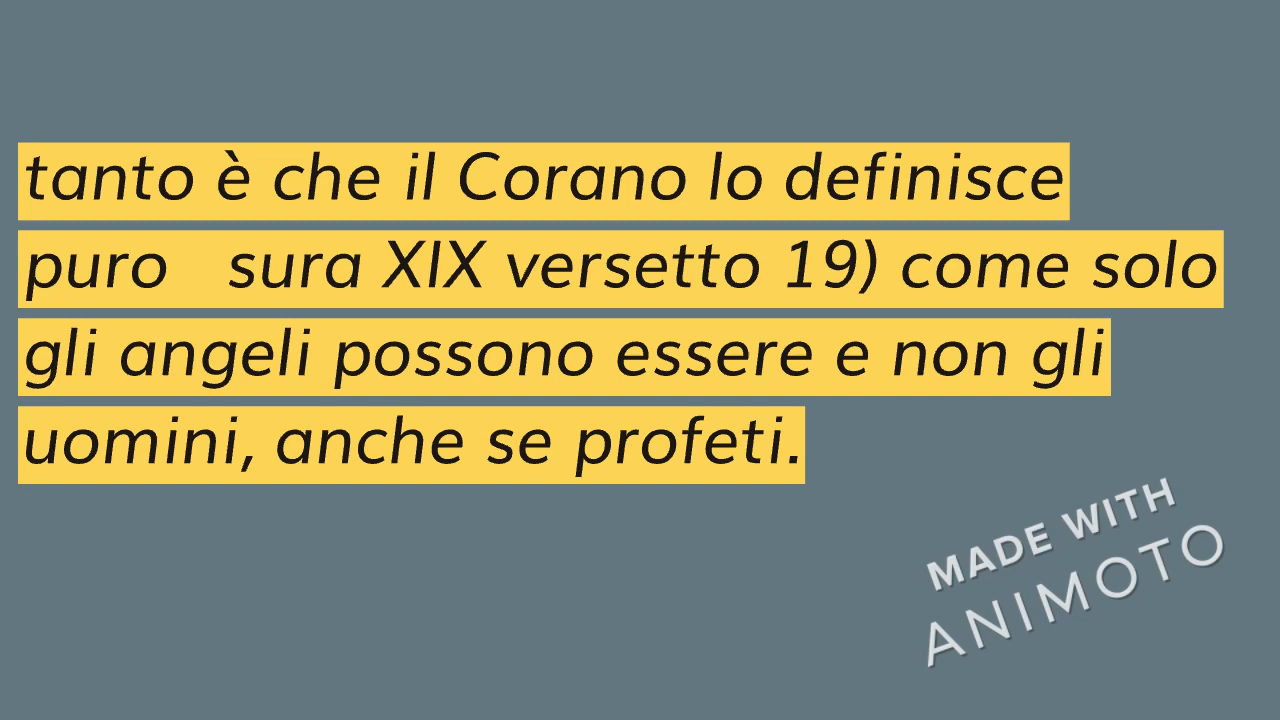 tanto è che il Corano lo definisce
puro   sura XIX versetto 19) come solo
gli angeli possono essere e non gli
uomini, anche se profeti.
MADE WITH
ANIMOTO